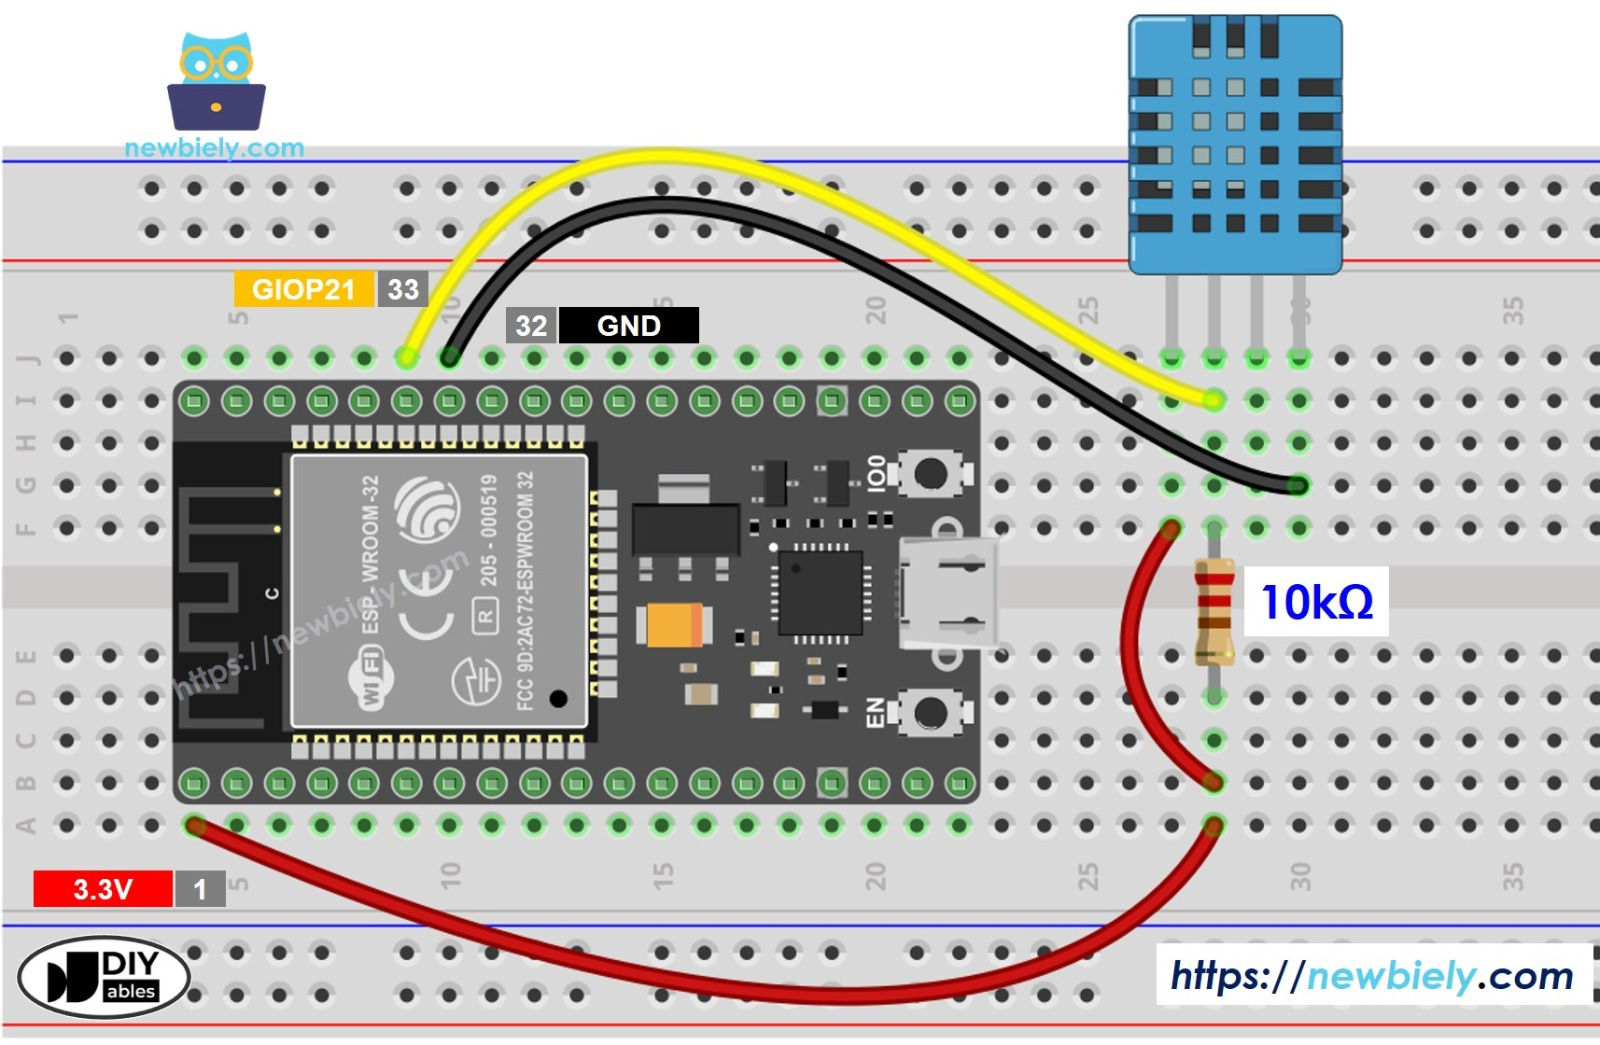 newbiely.com
GIOP21 33
32 GND
1 5 10 15 20 25 30 35
J
I
H
G
F
E
D
C
B
A
ESP-WROOM-32
205-000519
R
FCC 9D:2AC72-ESPWROOM 32
WiFi
CE
C
IO0
EN
https://newbiely.com
10kΩ
3.3V 1
5 10 15 20 25 30 35
DIY
ables
https://newbiely.com